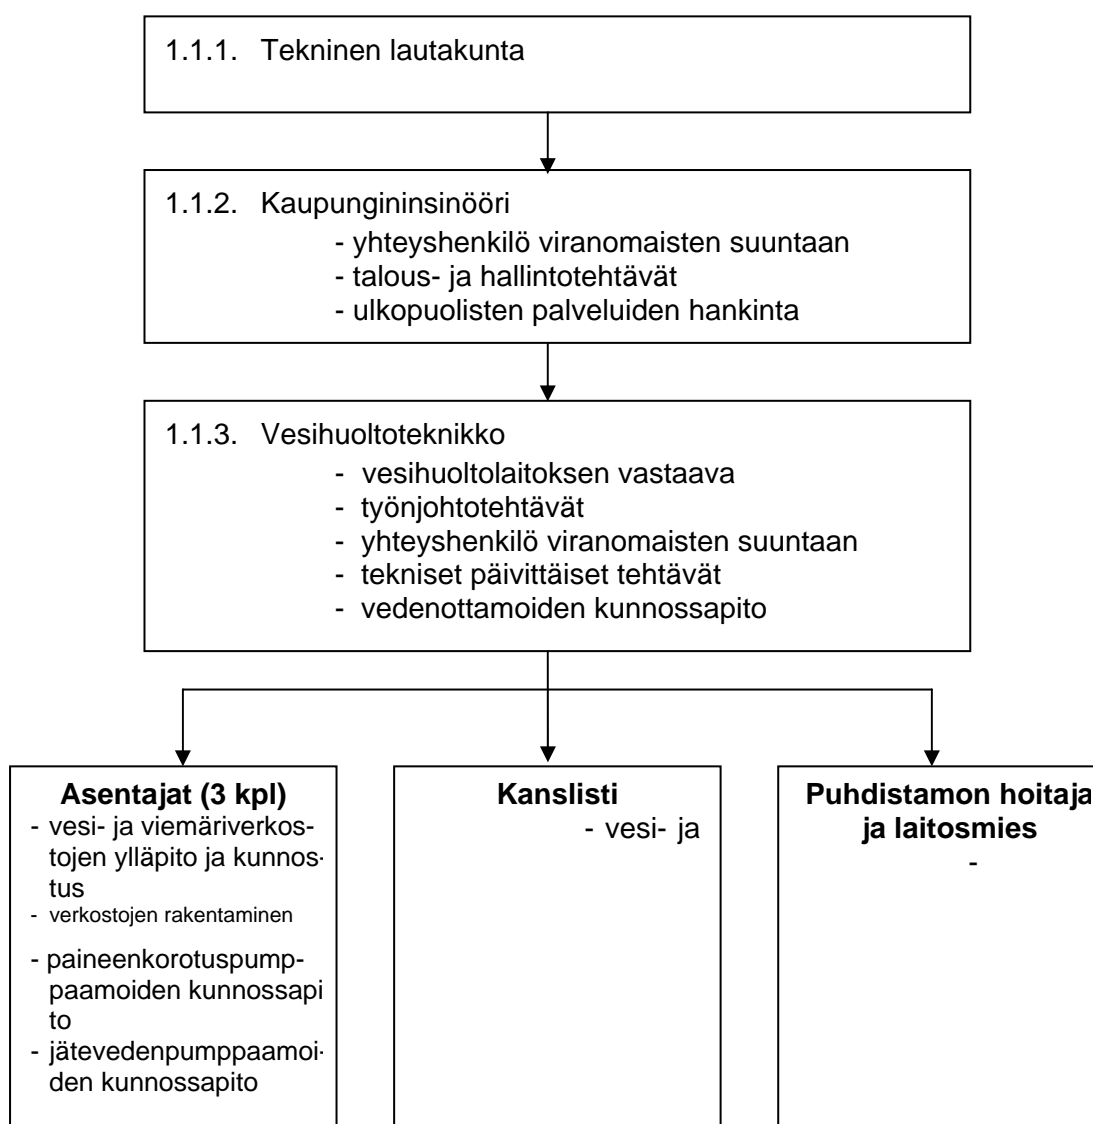 1.1.1. Tekninen lautakunta
1.1.2. Kaupungininsinööri
- yhteyshenkilö viranomaisten suuntaan
- talous- ja hallintotehtävät
- ulkopuolisten palveluiden hankinta
1.1.3. Vesihuoltoteknikko
- vesihuoltolaitoksen vastaava
- työnjohtotehtävät
- yhteyshenkilö viranomaisten suuntaan
- tekniset päivittäiset tehtävät
- vedenottamoiden kunnossapito
Asentajat (3 kpl)
- vesi- ja viemäriverkos-
tojen ylläpito ja kunnos-
tus
- verkostojen rakentaminen
- paineenkorotuspump-
paamoiden kunnossapi
to
- jätevedenpumppaamoi-
den kunnossapito
Kanslisti
- vesi- ja
Puhdistamon hoitaja
ja laitosmies
-